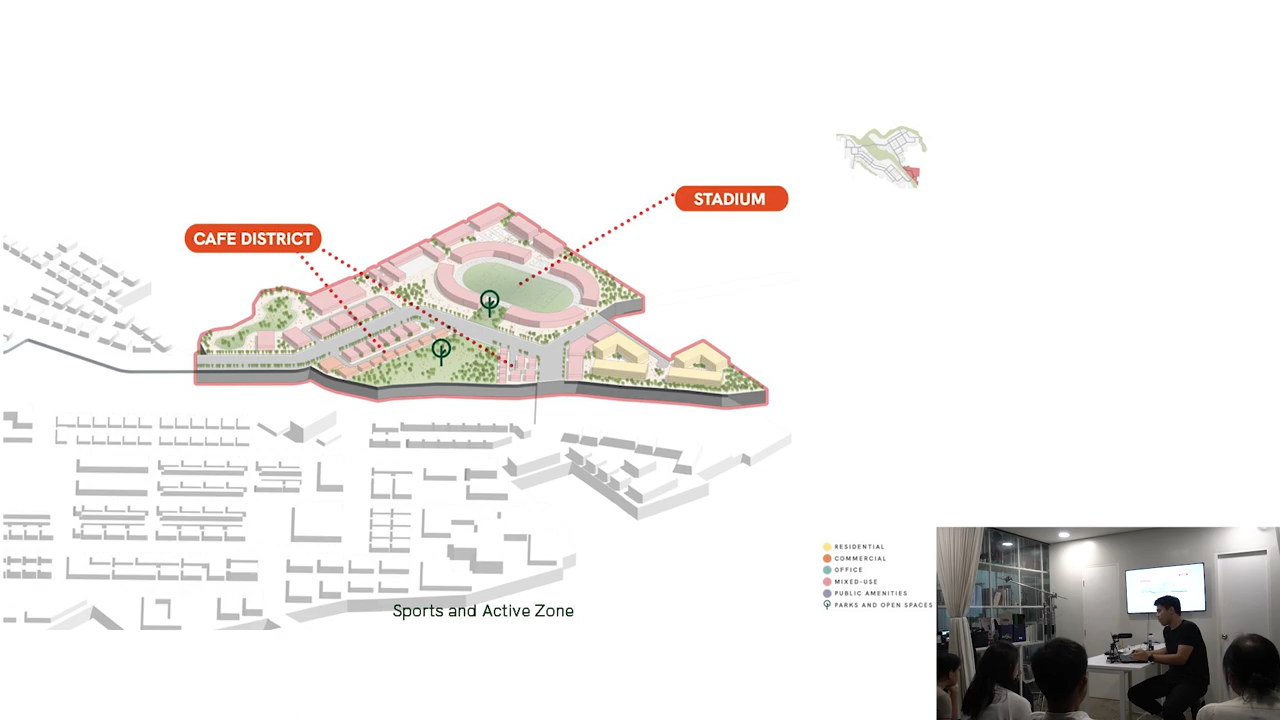 STADIUM
CAFE DISTRICT
RESIDENTIAL
COMMERCIAL
OFFICE
MIXED-USE
PUBLIC AMENITIES
PARKS AND OPEN SPACES
Sports and Active Zone